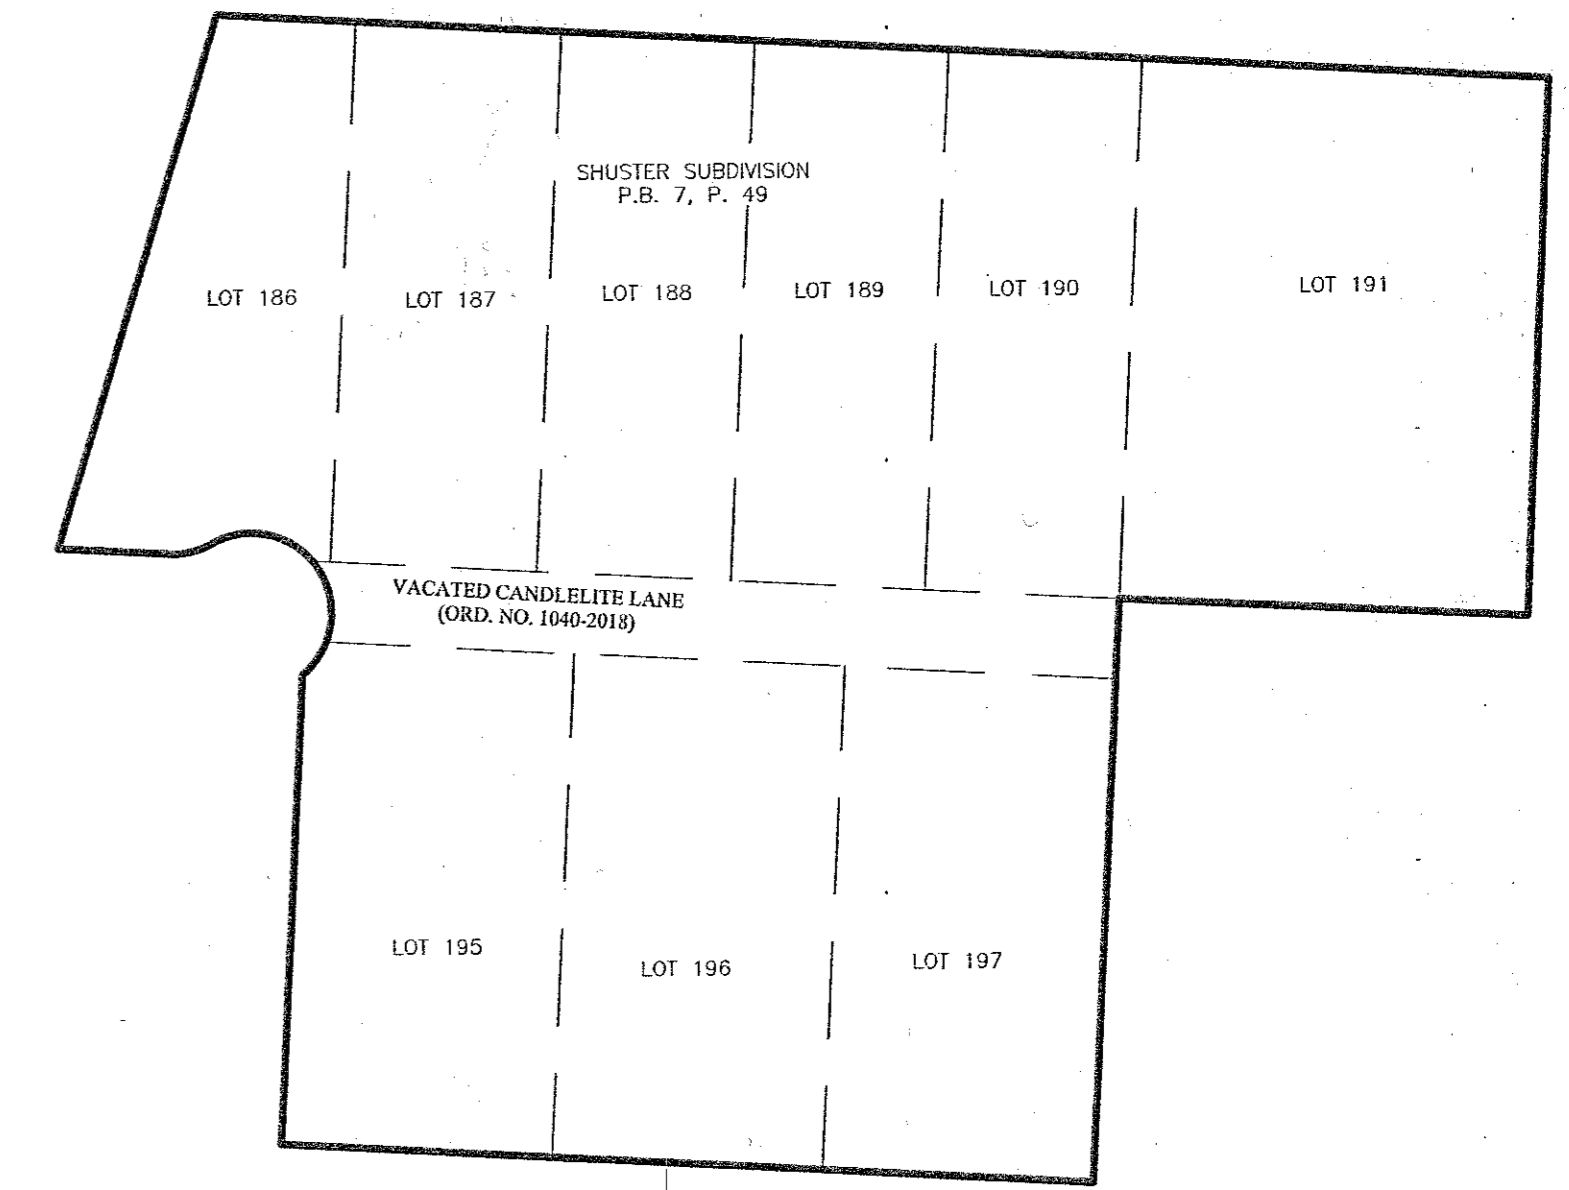 SHUSTER SUBDIVISION
P.B. 7, P. 49
LOT 186
LOT 187
LOT 188
LOT 189
LOT 190
LOT 191
VACATED CANDLELITE LANE
(ORD. NO. 1040-2018)
LOT 195
LOT 196
LOT 197